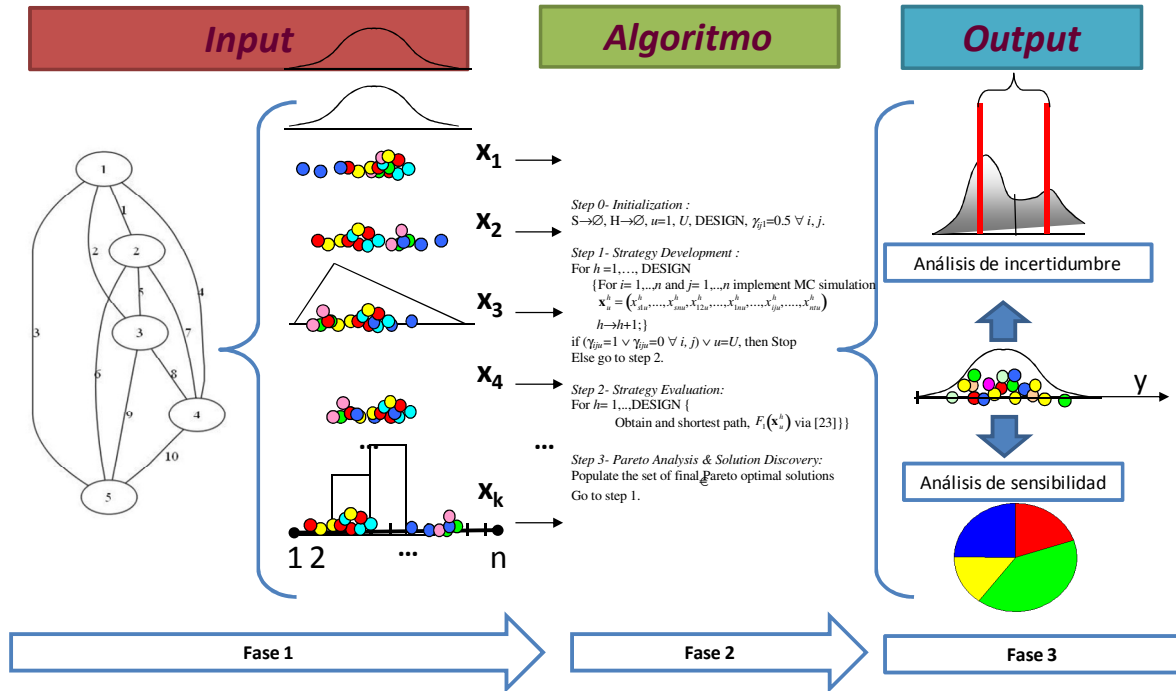 Input
Algoritmo
Output
1
1
2
2
3
4
5
3
7
6
8
9
4
10
5
x1
x2
x3
x4
...
...
xk
1 2
...
n
Step 0- Initialization :
S→∅, H→∅, u=1, U, DESIGN, γij1=0.5 ∀ i, j.
Step 1- Strategy Development :
For h =1,…, DESIGN
{For i= 1,..,n and j= 1,..,n implement MC simulation
h→h+1;}
if (γiju=1 ∨ γiju=0 ∀ i, j) ∨ u=U, then Stop
Else go to step 2.
Step 2- Strategy Evaluation:
For h= 1,..,DESIGN {
Obtain and shortest path, F1(x_u^h) via [23]}}
Step 3- Pareto Analysis & Solution Discovery:
Populate the set of final Pareto optimal solutions
€
Go to step 1.
Análisis de incertidumbre
y
Análisis de sensibilidad
Fase 1
Fase 2
Fase 3